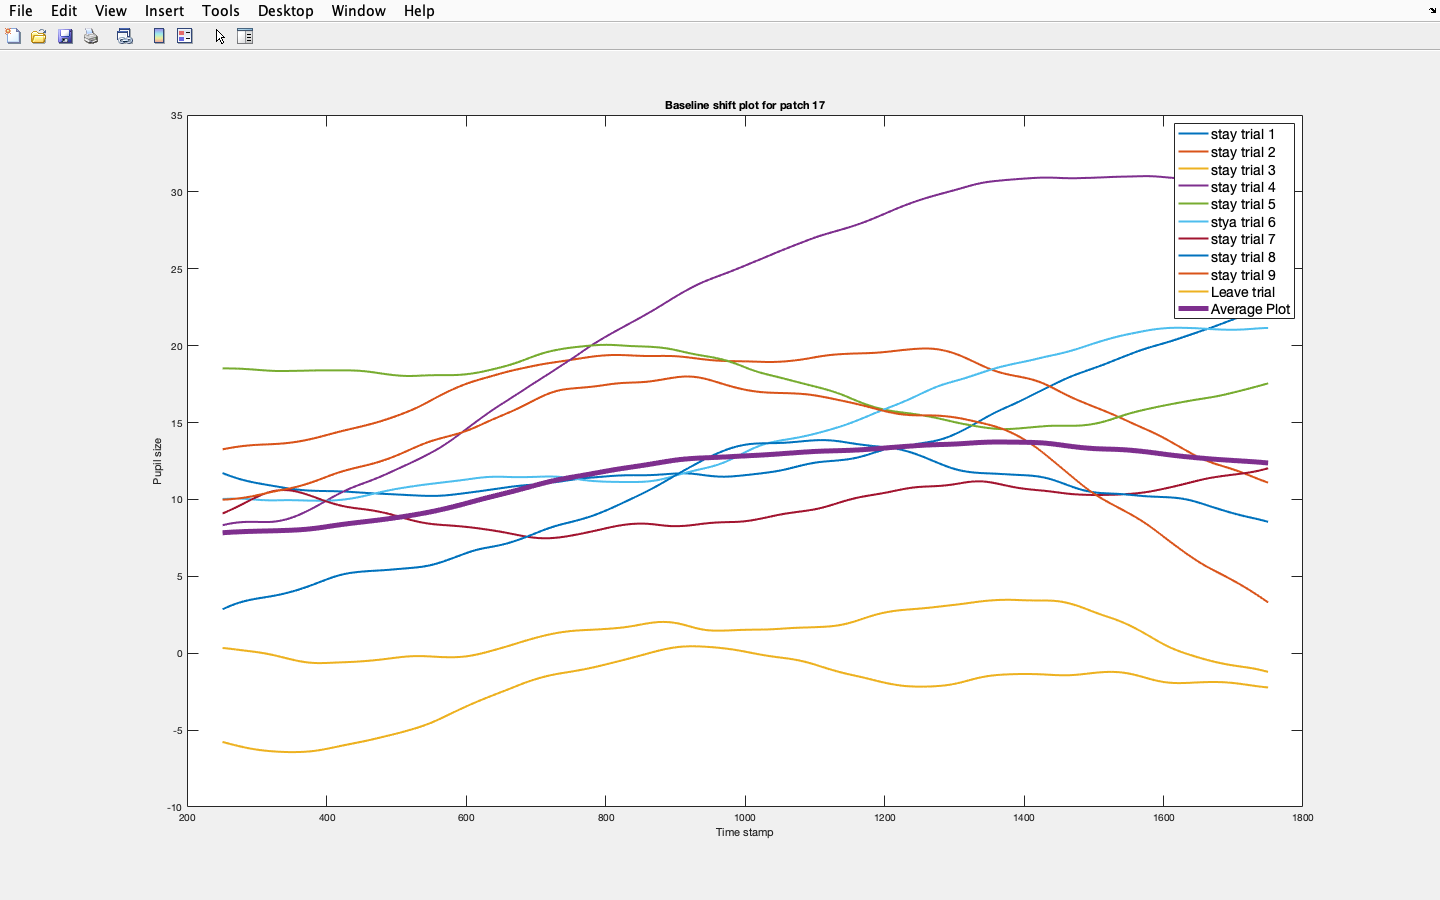 File Edit View Insert Tools Desktop Window Help
Baseline shift plot for patch 17
35
30
25
20
15
10
5
0
-5
-10
Pupil size
stay trial 1
stay trial 2
stay trial 3
stay trial 4
stay trial 5
stya trial 6
stay trial 7
stay trial 8
stay trial 9
Leave trial
Average Plot
200 400 600 800 1000 1200 1400 1600 1800
Time stamp